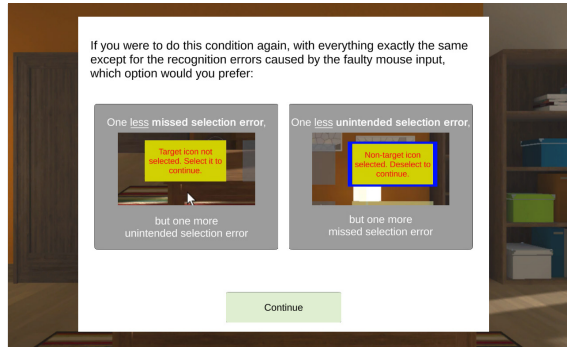 If you were to do this condition again, with everything exactly the same
except for the recognition errors caused by the faulty mouse input,
which option would you prefer:
One less missed selection error,
Target icon not
selected. Select it to
continue.
but one more
unintended selection error
One less unintended selection error,
Non-target icon
selected. Deselect to
continue.
but one more
missed selection error
Continue